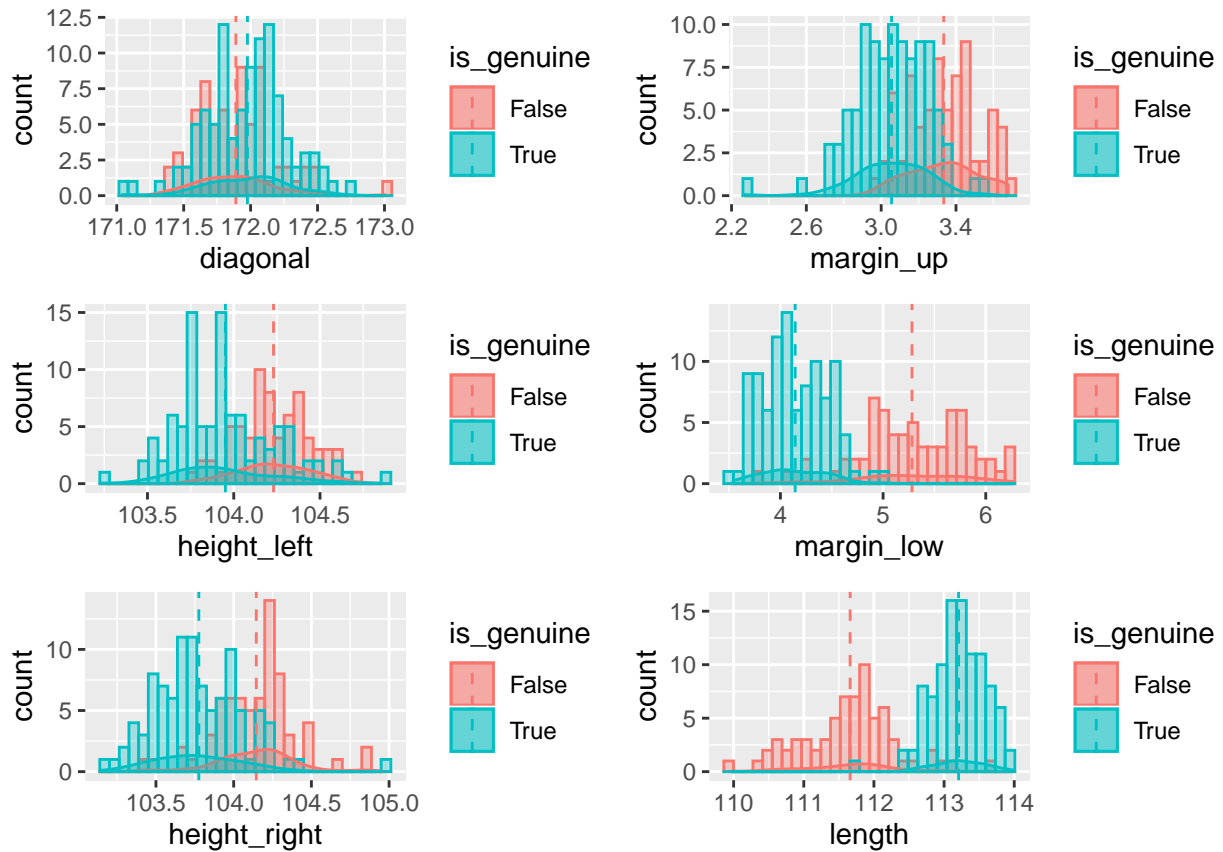 12.5
10.0
7.5
5.0
2.5
0.0
count
171.0 171.5 172.0 172.5 173.0
diagonal
is_genuine
False
True
10.0
7.5
5.0
2.5
0.0
count
2.2 2.6 3.0 3.4
margin_up
is_genuine
False
True
15
10
5
0
count
103.5 104.0 104.5
height_left
is_genuine
False
True
10
5
0
count
4 5 6
margin_low
is_genuine
False
True
10
5
0
count
103.5 104.0 104.5 105.0
height_right
is_genuine
False
True
15
10
5
0
count
110 111 112 113 114
length
is_genuine
False
True